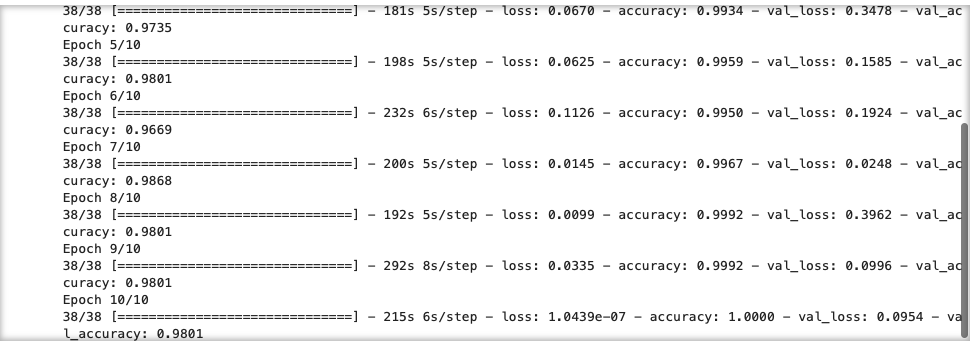 38/38 [==============================] - 181s 5s/step - loss: 0.0670 - accuracy: 0.9934 - val_loss: 0.3478 - val_ac
curacy: 0.9735
Epoch 5/10
38/38 [==============================] - 198s 5s/step - loss: 0.0625 - accuracy: 0.9959 - val_loss: 0.1585 - val_ac
curacy: 0.9801
Epoch 6/10
38/38 [==============================] - 232s 6s/step - loss: 0.1126 - accuracy: 0.9950 - val_loss: 0.1924 - val_ac
curacy: 0.9669
Epoch 7/10
38/38 [==============================] - 200s 5s/step - loss: 0.0145 - accuracy: 0.9967 - val_loss: 0.0248 - val_ac
curacy: 0.9868
Epoch 8/10
38/38 [==============================] - 192s 5s/step - loss: 0.0099 - accuracy: 0.9992 - val_loss: 0.3962 - val_ac
curacy: 0.9801
Epoch 9/10
38/38 [==============================] - 292s 8s/step - loss: 0.0335 - accuracy: 0.9992 - val_loss: 0.0996 - val_ac
curacy: 0.9801
Epoch 10/10
38/38 [==============================] - 215s 6s/step - loss: 1.0439e-07 - accuracy: 1.0000 - val_loss: 0.0954 - va
l_accuracy: 0.9801